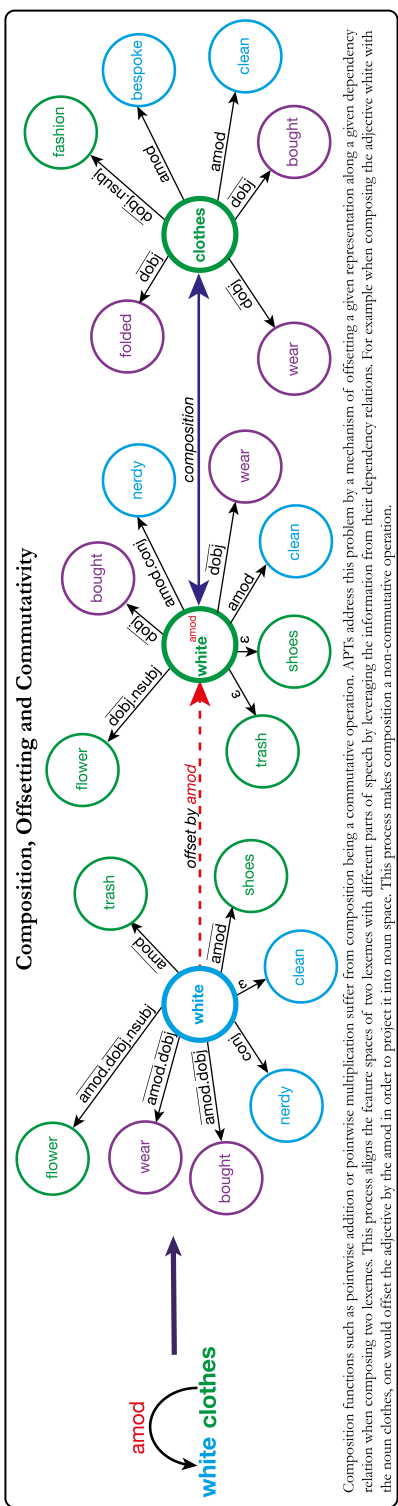 Composition, Offsetting and Commutativity
amod
white clothes
flower
wear
bought
nerdy
clean
shoes
trash
white
amod.dobj.nsubj
amod.dobj
amod.dobj
conj
ε
amod
amod
offset by amod
flower
bought
nerdy
wear
clean
shoes
trash
white amod
dobj.nsubj
dobj
amod.conj
dobj
amod
ε
ε
composition
folded
fashion
bespoke
clean
bought
wear
clothes
dobj
dobj.nsubj
amod
amod
dobj
dobj
Composition functions such as pointwise addition or pointwise multiplication suffer from composition being a commutative operation. APTs address this problem by a mechanism of offsetting a given representation along a given dependency
relation when composing two lexemes. This process aligns the feature spaces of two lexemes with different parts of speech by leveraging the information from their dependency relations. For example when composing the adjective white with
the noun clothes, one would offset the adjective by the amod in order to project it into noun space. This process makes composition a non-commutative operation.